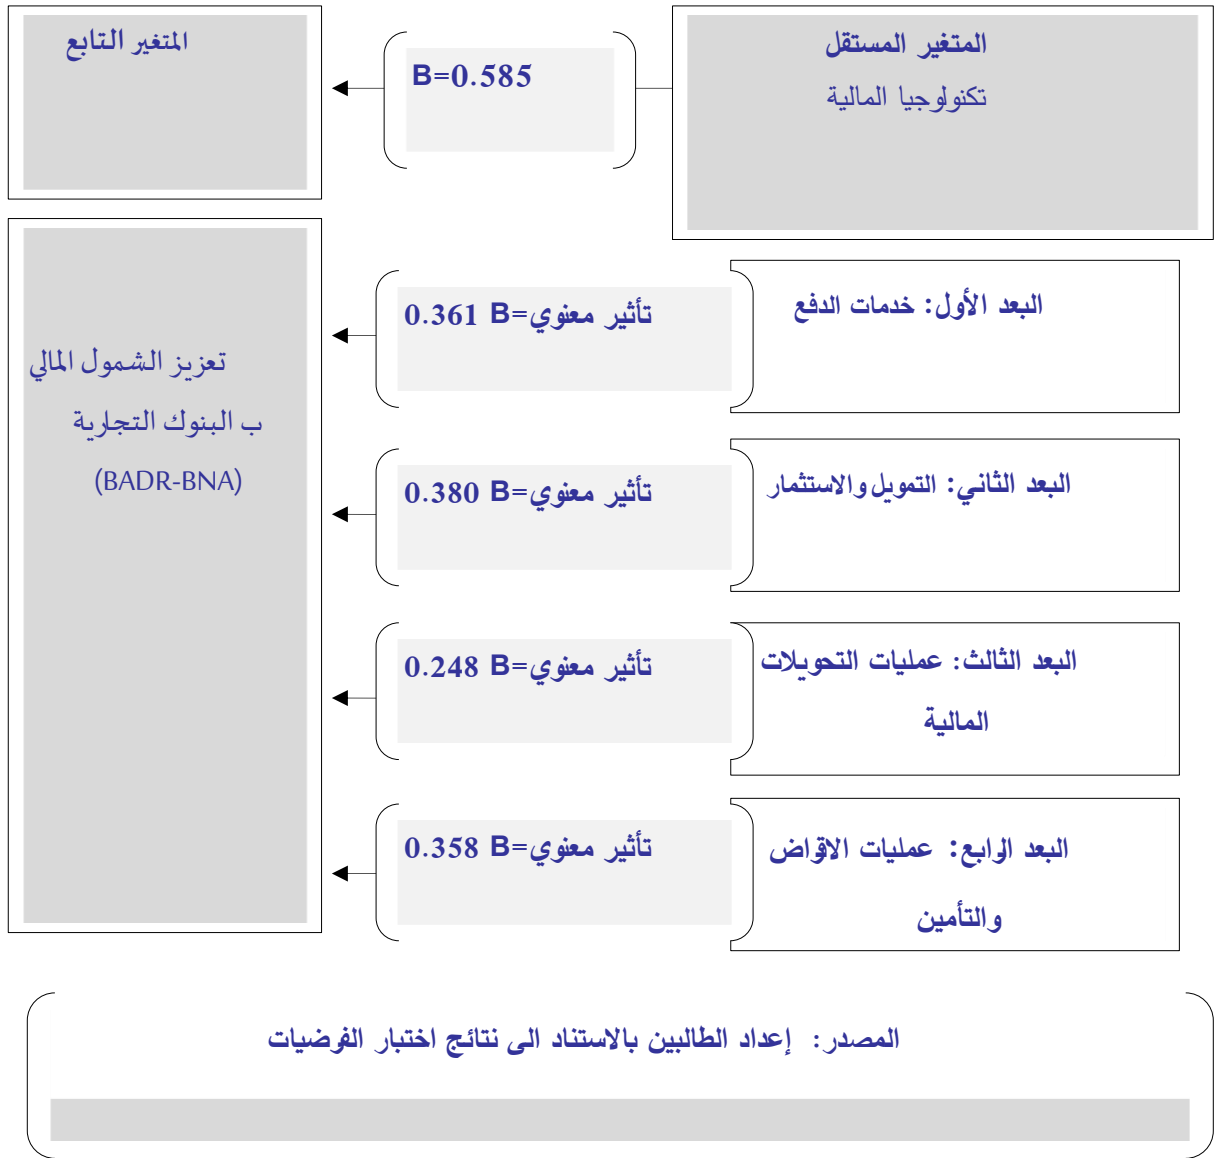 المتغير المستقل
تكنولوجيا المالية
B=0.585
المتغير التابع
البعد الأول: خدمات الدفع
تأثير معنوي=B 0.361
تعزيز الشمول المالي
ب البنوك التجارية
(BADR-BNA)
البعد الثاني: التمويل والاستثمار
تأثير معنوي=B 0.380
البعد الثالث: عمليات التحويلات
المالية
تأثير معنوي=B 0.248
البعد الرابع: عمليات الاقراض
والتأمين
تأثير معنوي=B 0.358
المصدر: إعداد الطالبين بالاستناد الى نتائج اختبار الفرضيات